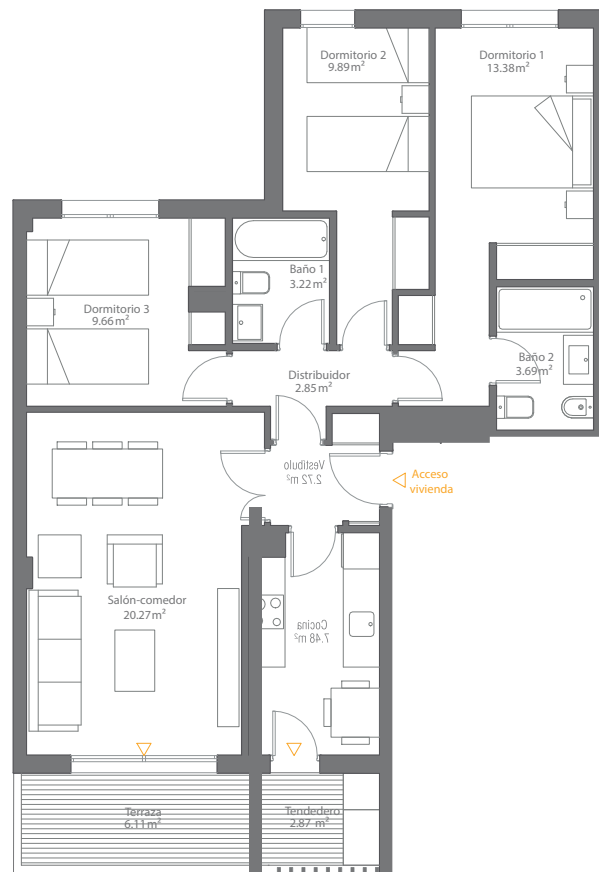 Dormitorio 2
9.89m²
Dormitorio 1
13.38m²
Baño 1
3.22m²
Dormitorio 3
9.66m²
Baño 2
3.69m²
Distribuidor
2.85m²
Vestíbulo
2.72 m²
Acceso
vivienda
Salón-comedor
20.27m²
Cocina
7.48 m²
Terraza
6.11m²
Tendedero
2.87 m²